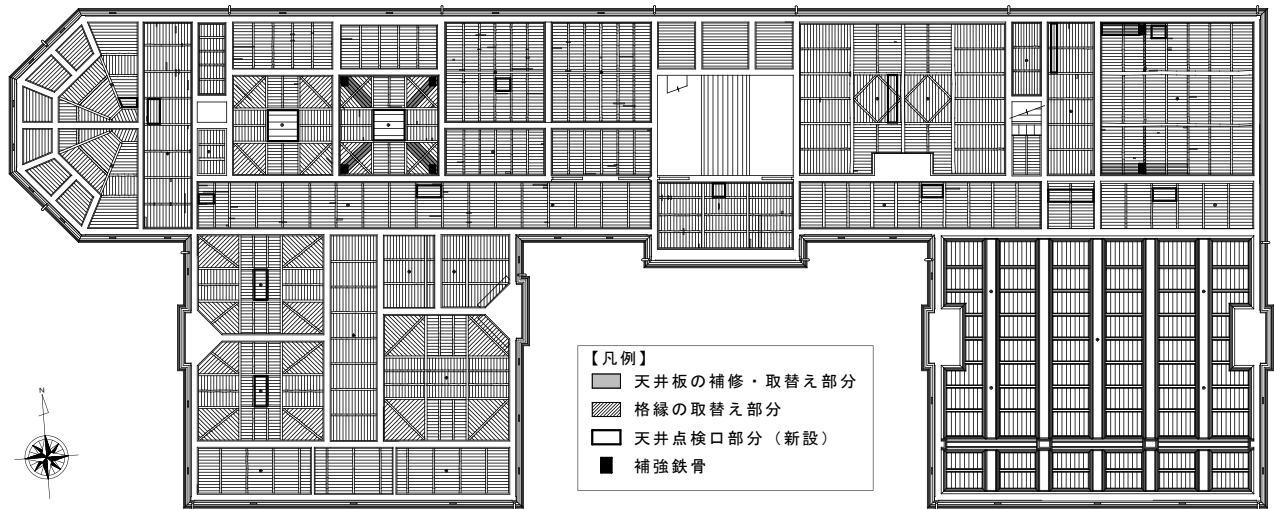 N
【凡例】
天井板の補修・取替え部分
格縁の取替え部分
天井点検口部分（新設）
補強鉄骨